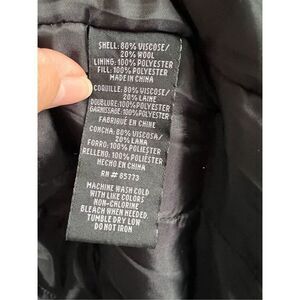 SHELL: 80% VISCOSE/
20% WOOL
LINING: 100% POLYESTER
FILL: 100% POLYESTER
MADE IN CHINA
COQUILLE: 80% VISCOSE/
20% LAINE
DOUBLURE: 100% POLYESTER
GARNISSAGE: 100% POLYESTER
FABRIQUÉ EN CHINE
CONCHA: 80% VISCOSA/
20% LANA
FORRO: 100% POLIESTER
RELLENO: 100% POLIESTER
HECHO EN CHINA
RN # 85773
MACHINE WASH COLD
WITH LIKE COLORS
NON-CHLORINE
BLEACH WHEN NEEDED.
TUMBLE DRY LOW
DO NOT IRON